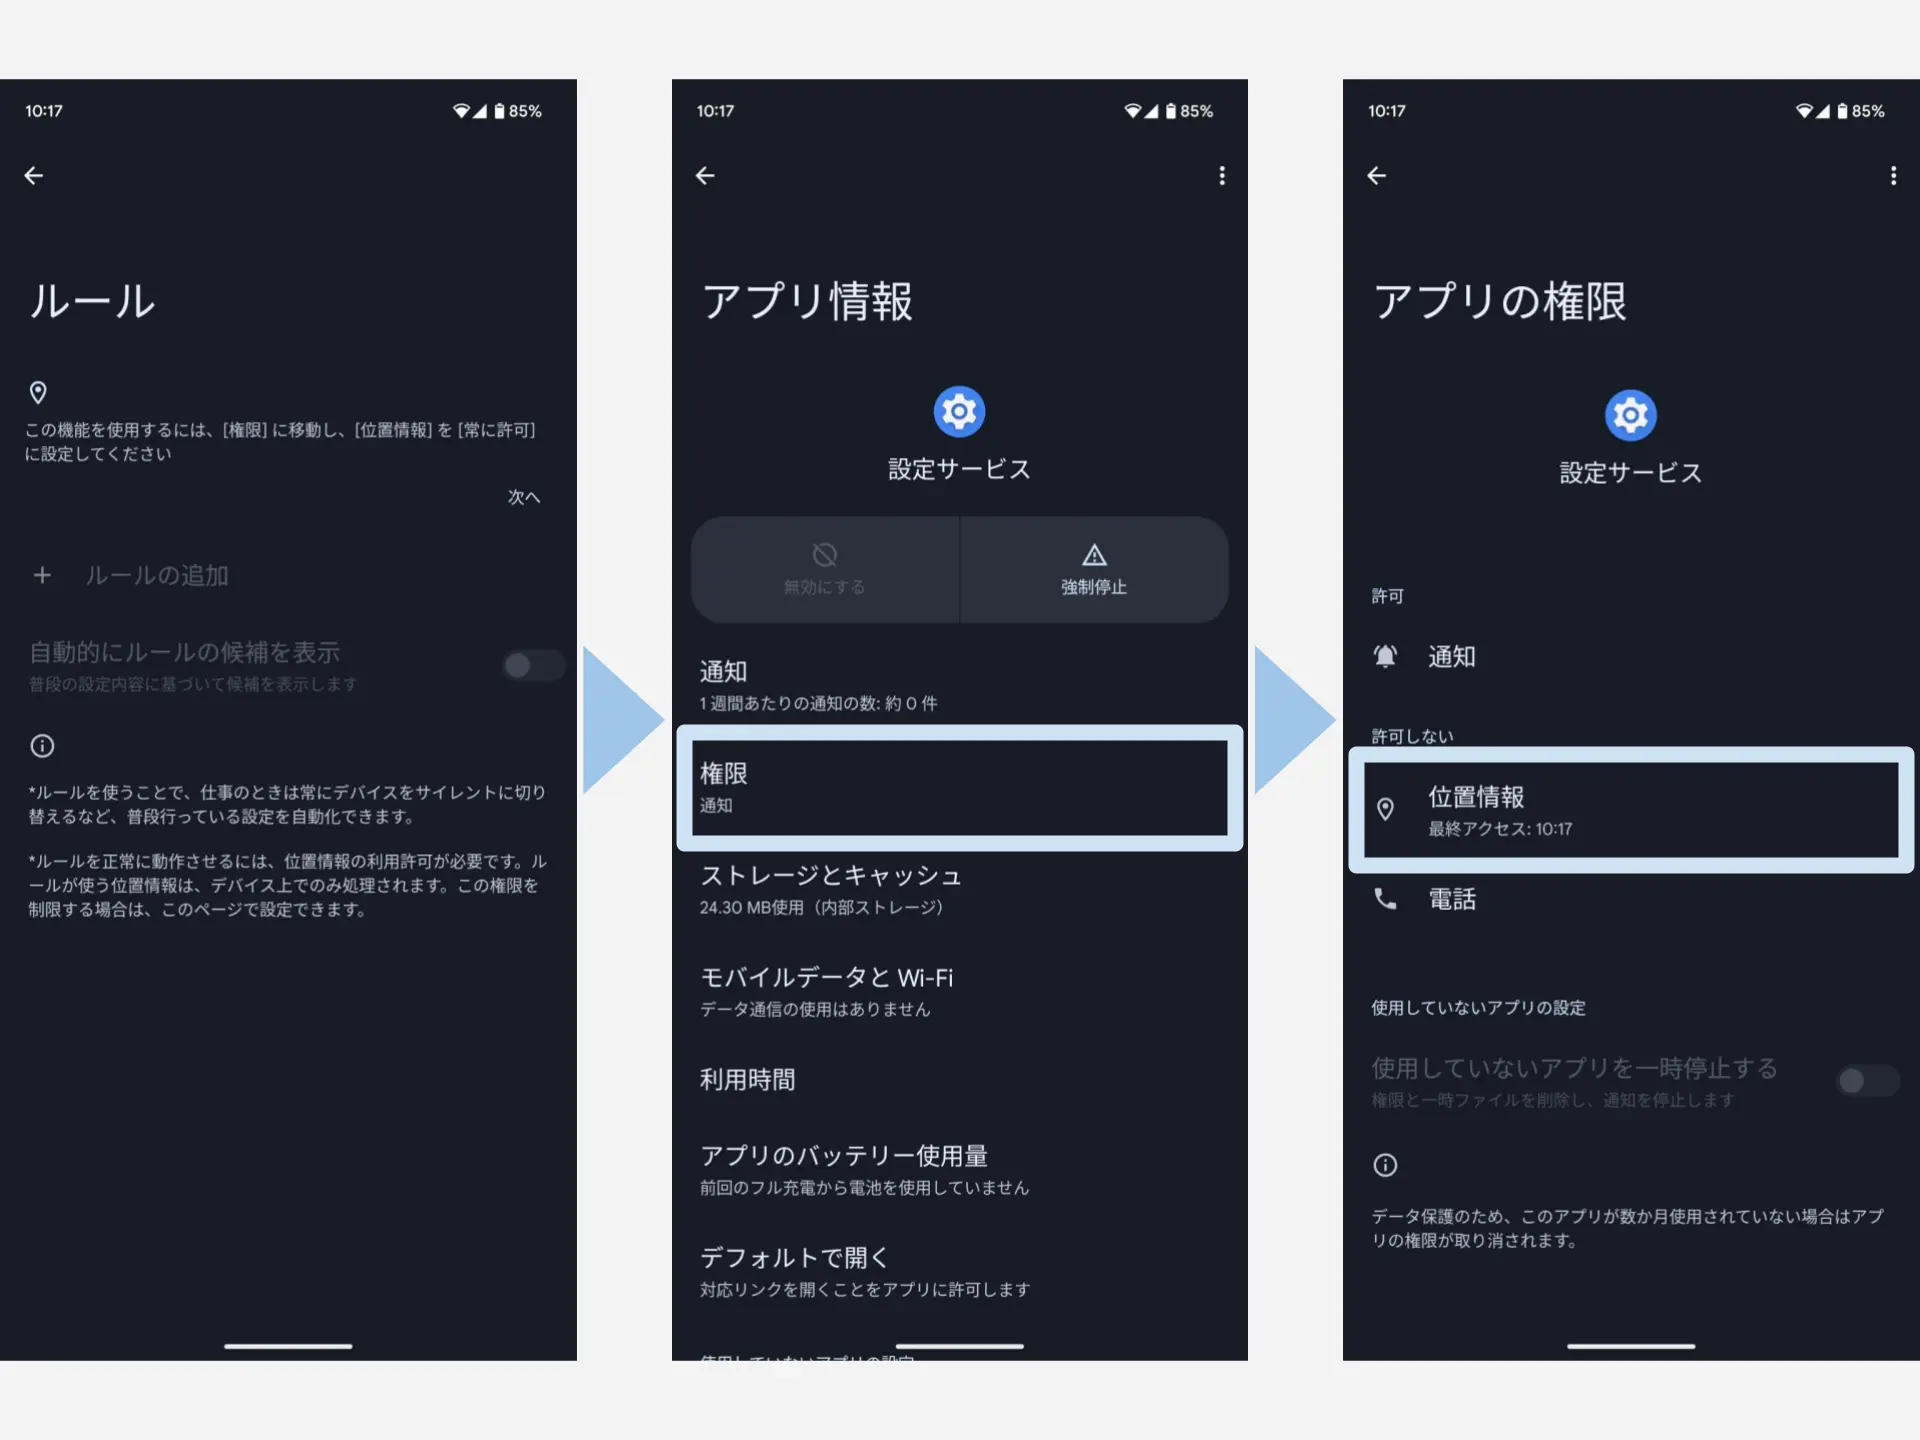 10:17
85%
ルール
この機能を使用するには、[権限] に移動し、[位置情報] を [常に許可]
に設定してください
次へ
ルールの追加
自動的にルールの候補を表示
普段の設定内容に基づいて候補を表示します
*ルールを使うことで、仕事のときは常にデバイスをサイレントに切り
替えるなど、普段行っている設定を自動化できます。
*ルールを正常に動作させるには、位置情報の利用許可が必要です。ル
ールが使う位置情報は、デバイス上でのみ処理されます。この権限を
制限する場合は、このページで設定できます。
10:17
85%
アプリ情報
設定サービス
無効にする
強制停止
通知
1 週間あたりの通知の数: 約 0 件
権限
通知
ストレージとキャッシュ
24.30 MB使用（内部ストレージ）
モバイルデータと Wi-Fi
データ通信の使用はありません
利用時間
アプリのバッテリー使用量
前回のフル充電から電池を使用していません
デフォルトで開く
対応リンクを開くことをアプリに許可します
使用していないアプリの設定
10:17
85%
アプリの権限
設定サービス
許可
通知
許可しない
位置情報
最終アクセス: 10:17
電話
使用していないアプリの設定
使用していないアプリを一時停止する
権限と一時ファイルを削除し、通知を停止します
データ保護のため、このアプリが数か月使用されていない場合はアプ
リの権限が取り消されます。